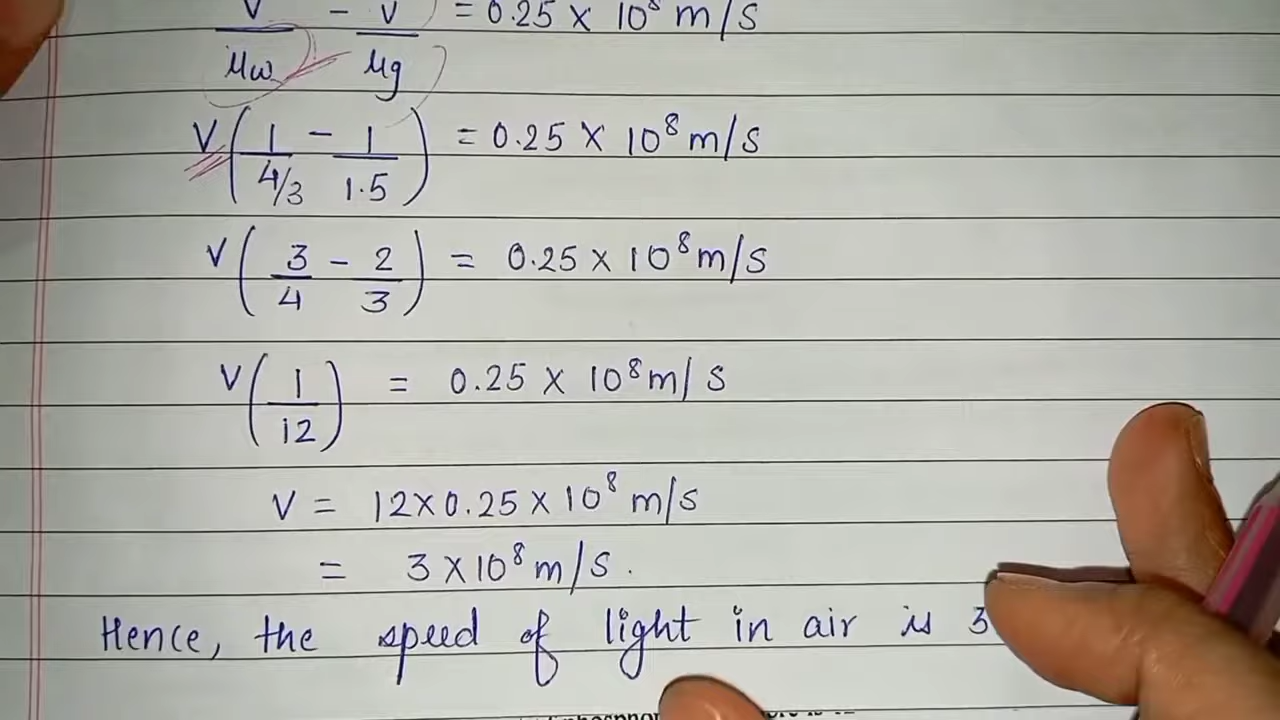 V/μw - V/μg = 0.25 × 10⁸ m/s
V(1/(4/3) - 1/1.5) = 0.25 × 10⁸ m/s
V(3/4 - 2/3) = 0.25 × 10⁸ m/s
V(1/12) = 0.25 × 10⁸ m/s
V = 12×0.25×10⁸ m/s
= 3×10⁸ m/s.
Hence, the speed of light in air is 3